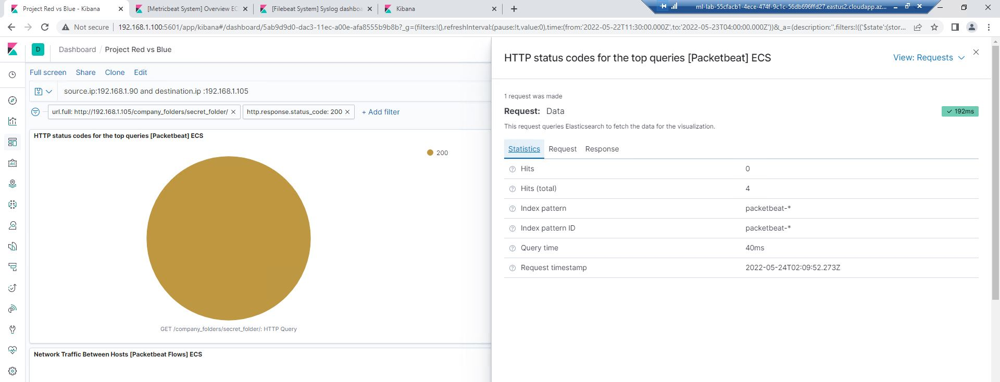 Project Red vs Blue - Kibana
[Metricbeat System] Overview EC
[Filebeat System] Syslog dashboa
Kibana
ml-lab-55cfacb1-4ece-474f-9c1c-56db696ffd27.eastus2.cloudapp.az...
Not secure
192.168.1.100:5601/app/kibana#/dashboard/5ab9d9d0-dac3-11ec-a00e-afa8555b9b8b?_g=(filters:!(),refreshInterval:(pause:!t,value:0),time:(from:'2022-05-22T11:30:00.000Z',to:'2022-05-23T04:00:00.000Z'))&_a=(description:'',filters:!(('$state':(stor...
D
Dashboard / Project Red vs Blue
Full screen Share Clone Edit
source.ip:192.168.1.90 and destination.ip :192.168.1.105
url.full: http://192.168.1.105/company_folders/secret_folder/
http.response.status_code: 200
+ Add filter
HTTP status codes for the top queries [Packetbeat] ECS
200
GET /company_folders/secret_folder/: HTTP Query
Network Traffic Between Hosts [Packetbeat Flows] ECS
HTTP status codes for the top queries [Packetbeat] ECS
View: Requests
1 request was made
Request: Data
192ms
This request queries Elasticsearch to fetch the data for the visualization.
Statistics Request Response
Hits 0
Hits (total) 4
Index pattern packetbeat-*
Index pattern ID packetbeat-*
Query time 40ms
Request timestamp 2022-05-24T02:09:52.273Z